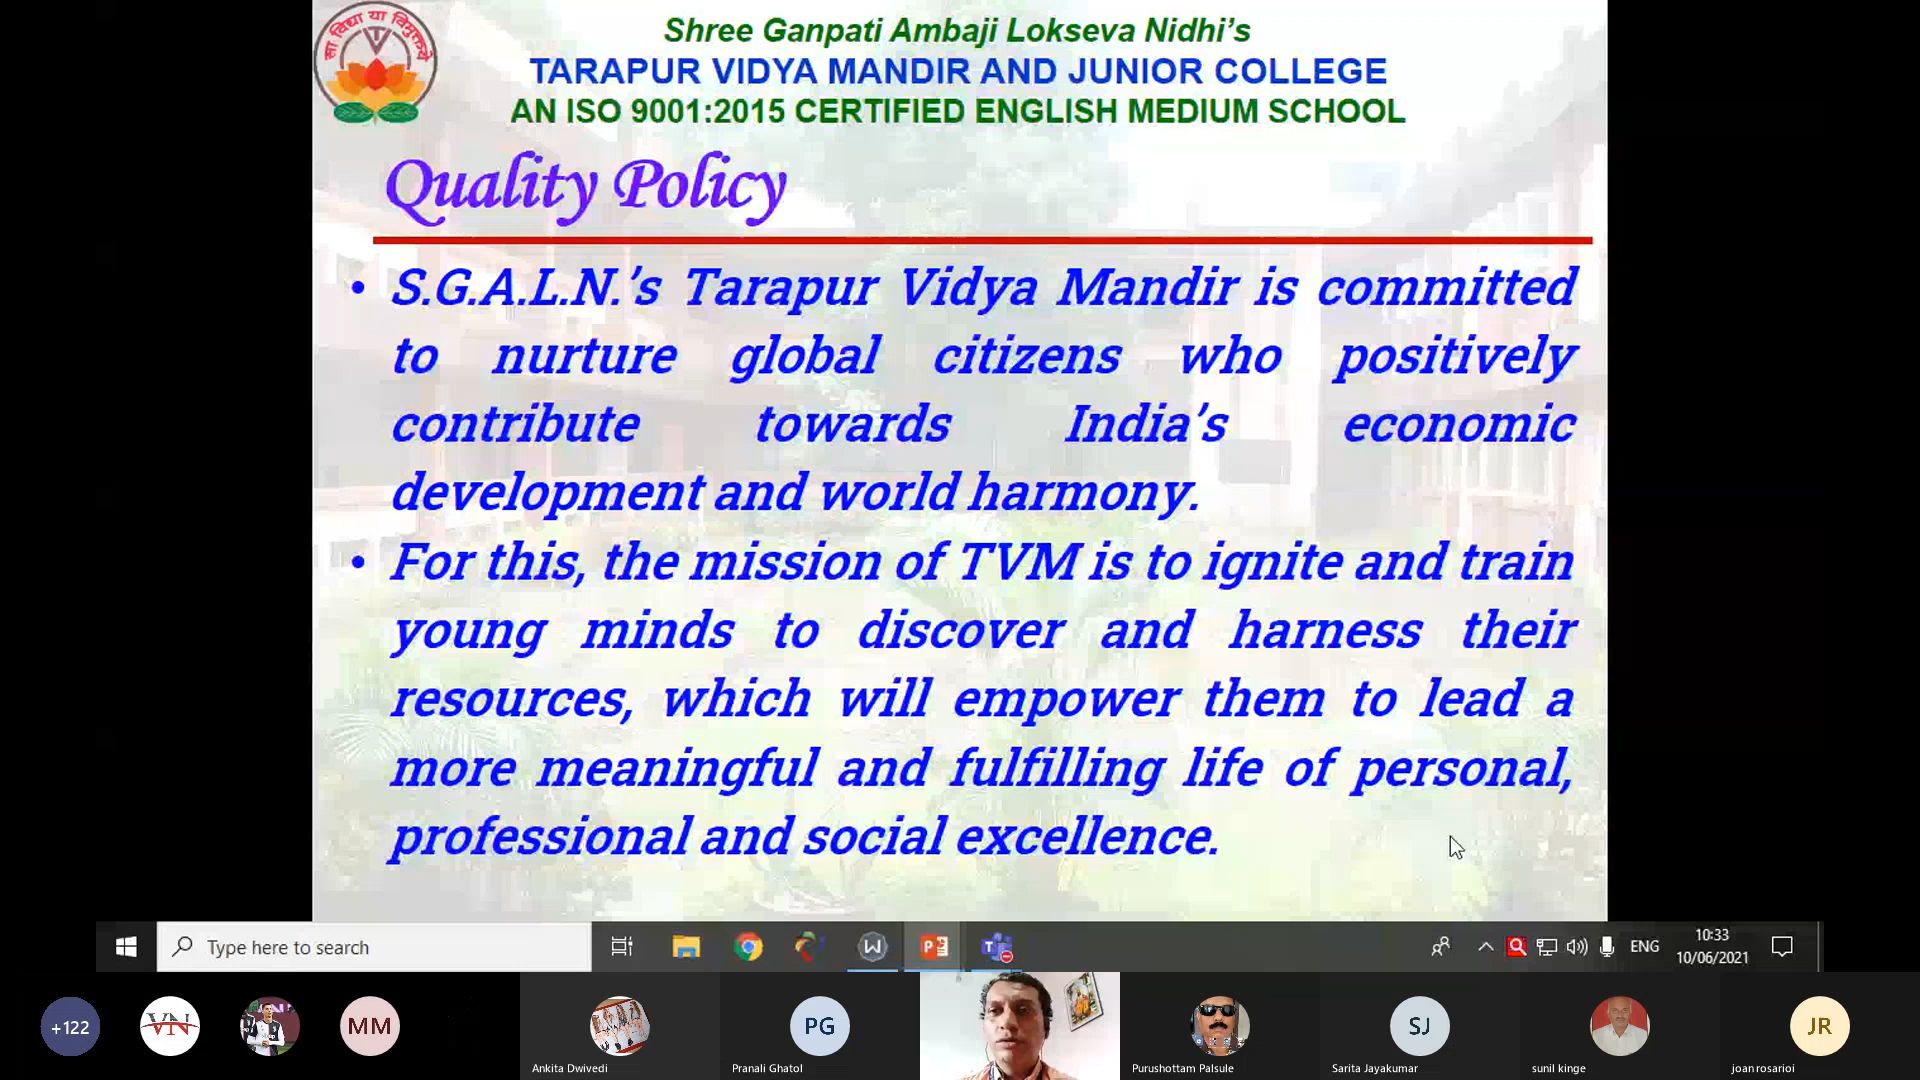 सा विद्या या विमुक्तये
Shree Ganpati Ambaji Lokseva Nidhi’s
TARAPUR VIDYA MANDIR AND JUNIOR COLLEGE
AN ISO 9001:2015 CERTIFIED ENGLISH MEDIUM SCHOOL
Quality Policy
• S.G.A.L.N.’s Tarapur Vidya Mandir is committed
to nurture global citizens who positively
contribute towards India’s economic
development and world harmony.
• For this, the mission of TVM is to ignite and train
young minds to discover and harness their
resources, which will empower them to lead a
more meaningful and fulfilling life of personal,
professional and social excellence.
Type here to search
ENG
10:33
10/06/2021
+122
VN
MM
PG
SJ
JR
Ankita Dwivedi
Pranali Ghatol
Purushottam Palsule
Sarita Jayakumar
sunil kinge
joan rosarioi